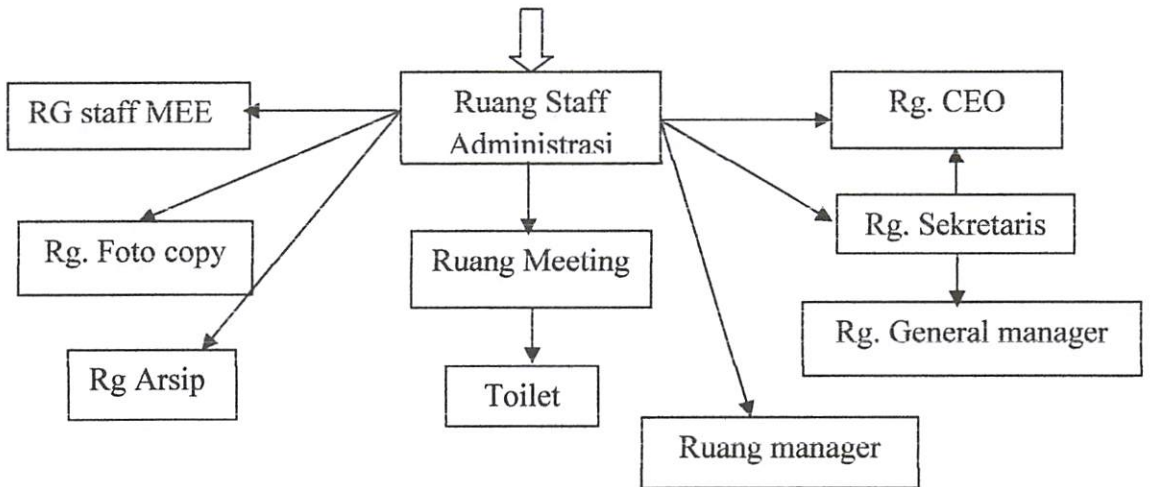 Ruang Staff
Administrasi
RG staff MEE
Rg. CEO
Rg. Foto copy
Ruang Meeting
Rg. Sekretaris
Rg. General manager
Rg Arsip
Toilet
Ruang manager